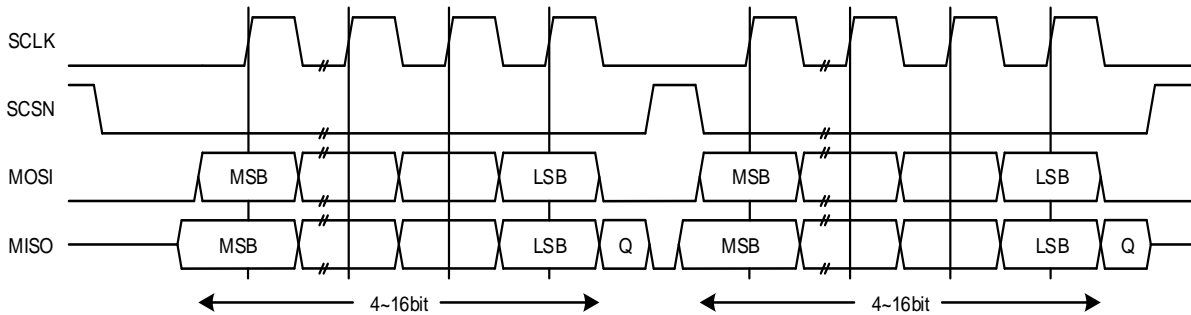 SCLK
SCSN
MOSI MSB LSB MSB LSB
MISO MSB LSB Q MSB LSB Q
4~16bit 4~16bit